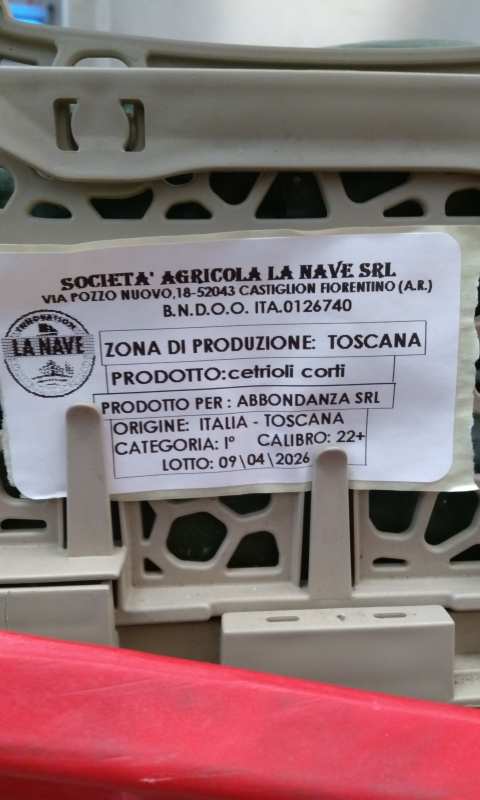 SOCIETA' AGRICOLA LA NAVE SRL
VIA POZZO NUOVO,18-52043 CASTIGLION FIORENTINO (A.R.)
B.N.D.O.O. ITA.0126740
INNOVATION
LA NAVE
ZONA DI PRODUZIONE: TOSCANA
PRODOTTO:cetrioli corti
PRODOTTO PER : ABBONDANZA SRL
ORIGINE: ITALIA - TOSCANA
CATEGORIA: I° CALIBRO: 22+
LOTTO: 09\04\2026